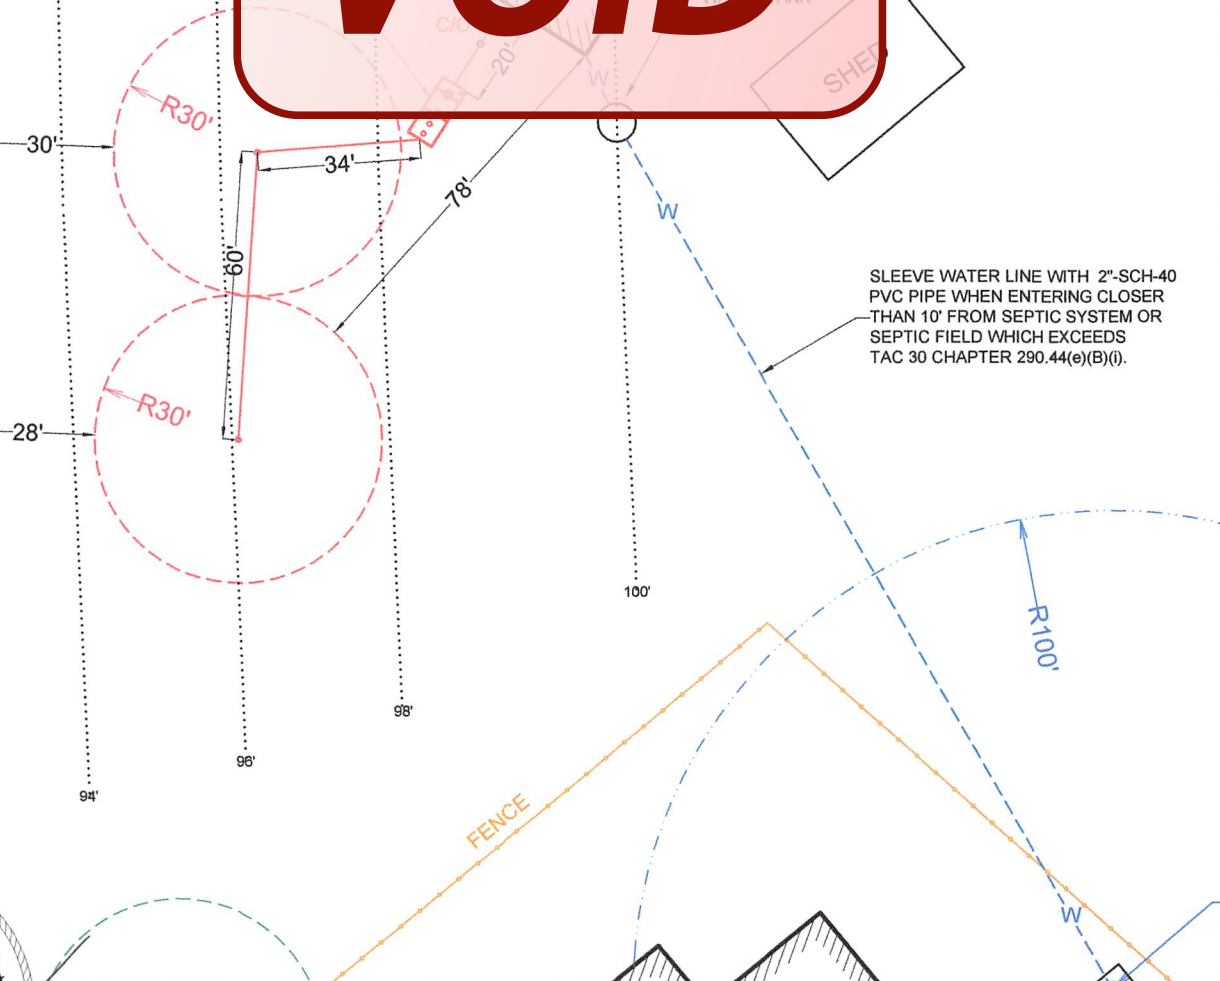 VOID
C/O
20'
W
SHED
R30'
30'
34'
78'
W
60'
SLEEVE WATER LINE WITH 2"-SCH-40
PVC PIPE WHEN ENTERING CLOSER
THAN 10' FROM SEPTIC SYSTEM OR
SEPTIC FIELD WHICH EXCEEDS
TAC 30 CHAPTER 290.44(e)(B)(i).
R30'
28'
100'
R100'
98'
96'
94'
FENCE
W